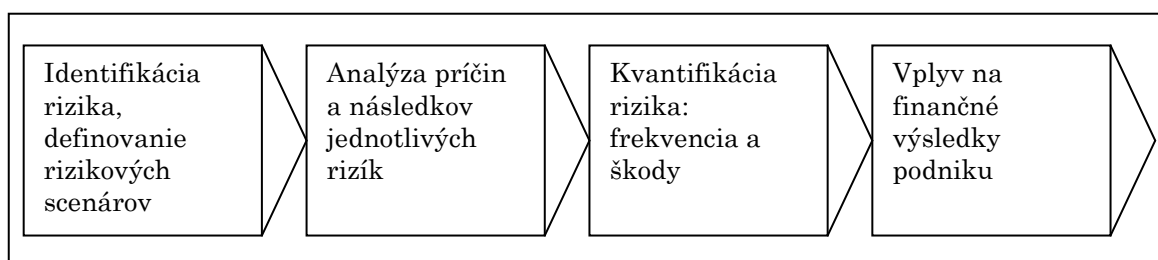 Identifikácia
rizika,
definovanie
rizikových
scenárov
Analýza príčin
a následkov
jednotlivých
rizík
Kvantifikácia
rizika:
frekvencia a
škody
Vplyv na
finančné
výsledky
podniku